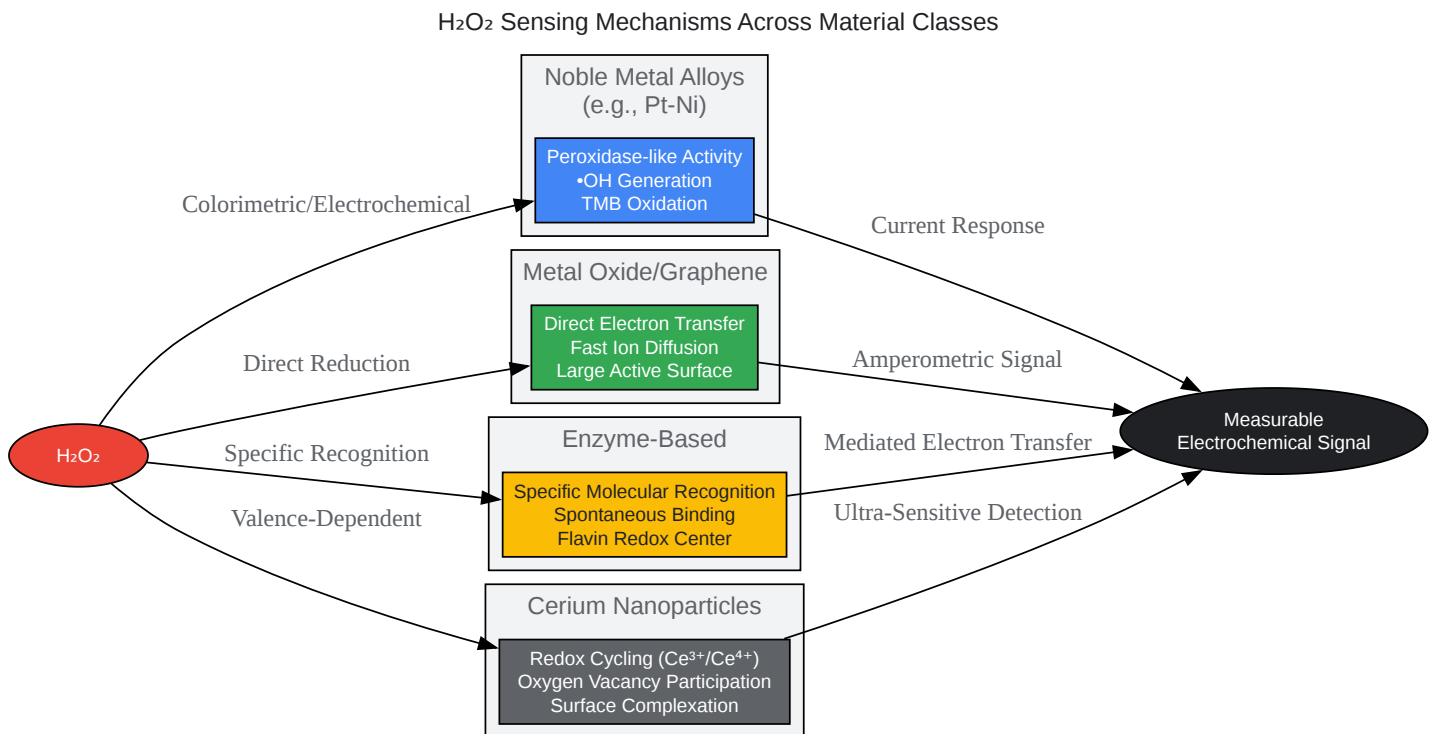 H₂O₂ Sensing Mechanisms Across Material Classes
Noble Metal Alloys
(e.g., Pt-Ni)
Peroxidase-like Activity
•OH Generation
TMB Oxidation
Colorimetric/Electrochemical
Current Response
Metal Oxide/Graphene
Direct Electron Transfer
Fast Ion Diffusion
Large Active Surface
Direct Reduction
Amperometric Signal
H₂O₂
Measurable
Electrochemical Signal
Enzyme-Based
Specific Molecular Recognition
Spontaneous Binding
Flavin Redox Center
Specific Recognition
Mediated Electron Transfer
Valence-Dependent
Ultra-Sensitive Detection
Cerium Nanoparticles
Redox Cycling (Ce³⁺/Ce⁴⁺)
Oxygen Vacancy Participation
Surface Complexation